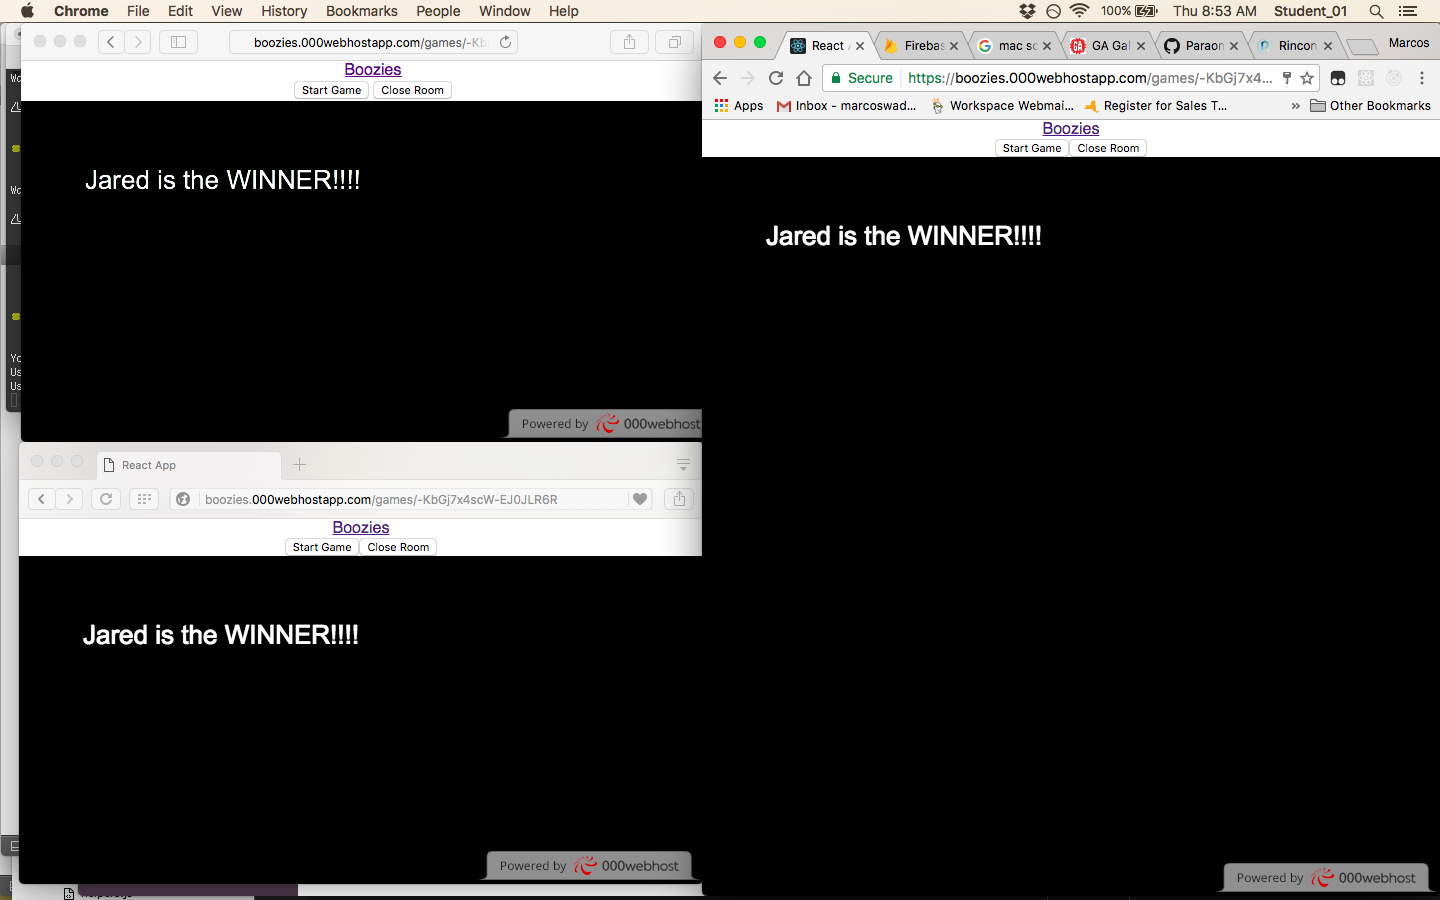 Chrome File Edit View History Bookmarks People Window Help 100% Thu 8:53 AM Student_01
boozies.000webhostapp.com/games/-Kb
Boozies
Start Game Close Room
Jared is the WINNER!!!!
Powered by 000webhost
React App
boozies.000webhostapp.com/games/-KbGj7x4scW-EJ0JLR6R
Boozies
Start Game Close Room
Jared is the WINNER!!!!
Powered by 000webhost
React Firebas mac sc GA Gal Paraon Rincon Marcos
Secure https://boozies.000webhostapp.com/games/-KbGj7x4...
Apps Inbox - marcoswad... Workspace Webmai... Register for Sales T... » Other Bookmarks
Boozies
Start Game Close Room
Jared is the WINNER!!!!
Powered by 000webhost